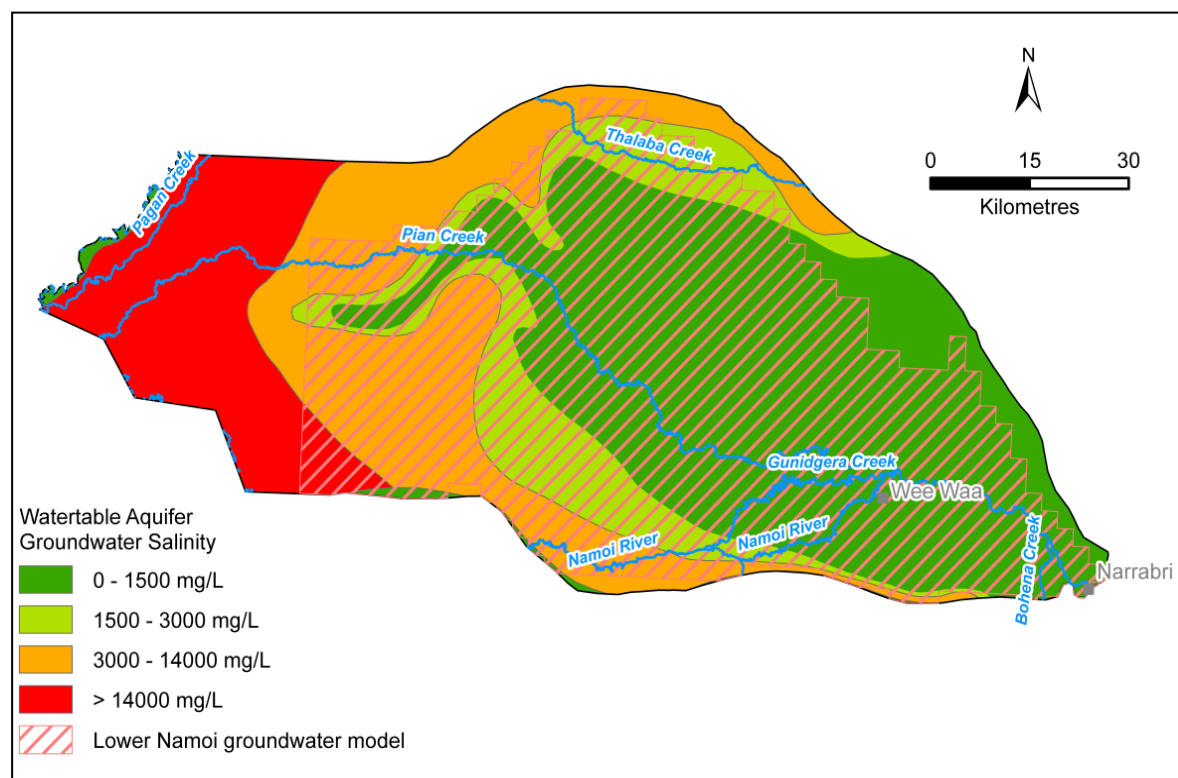 N
Thalaba Creek
0 15 30
Kilometres
Pagan Creek
Pian Creek
Gunidgera Creek
Wee Waa
Namoi River
Namoi River
Bohena Creek
Narrabri
Watertable Aquifer
Groundwater Salinity
0 - 1500 mg/L
1500 - 3000 mg/L
3000 - 14000 mg/L
> 14000 mg/L
Lower Namoi groundwater model